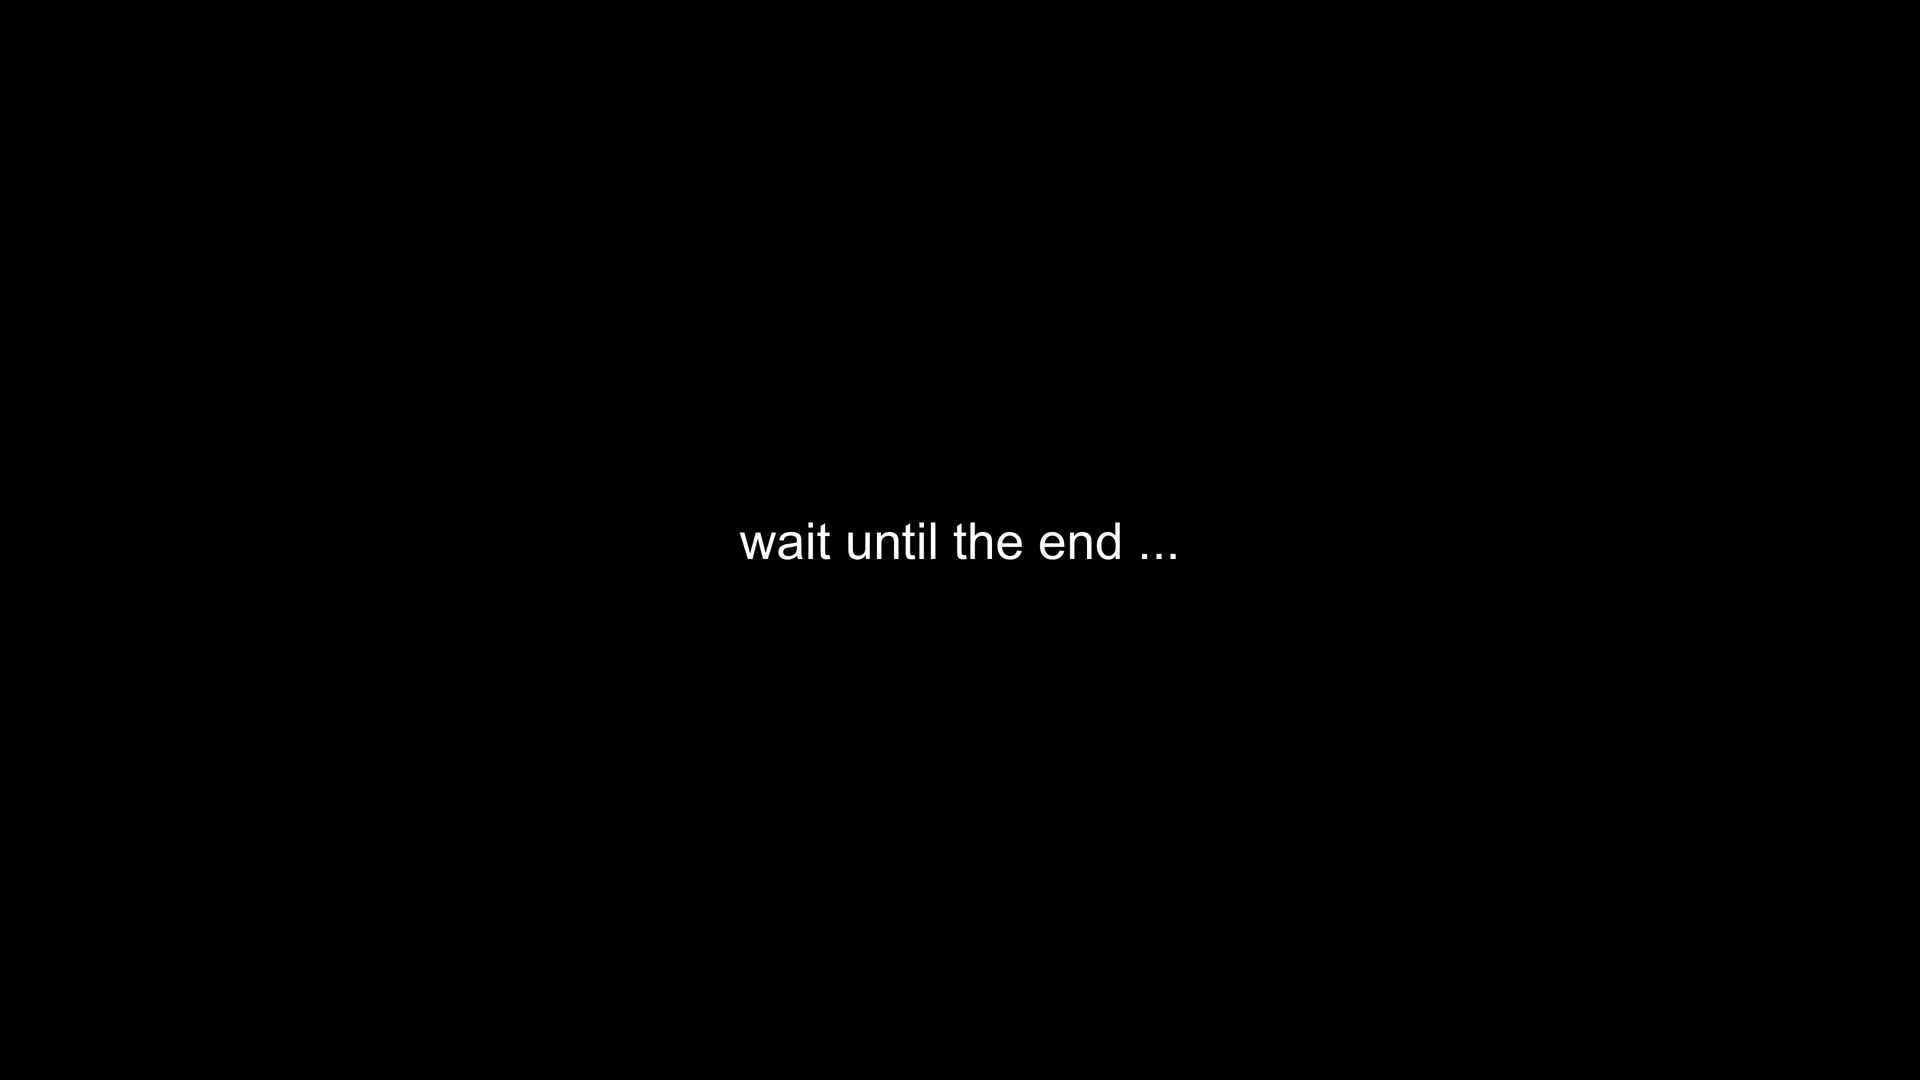 wait until the end ...